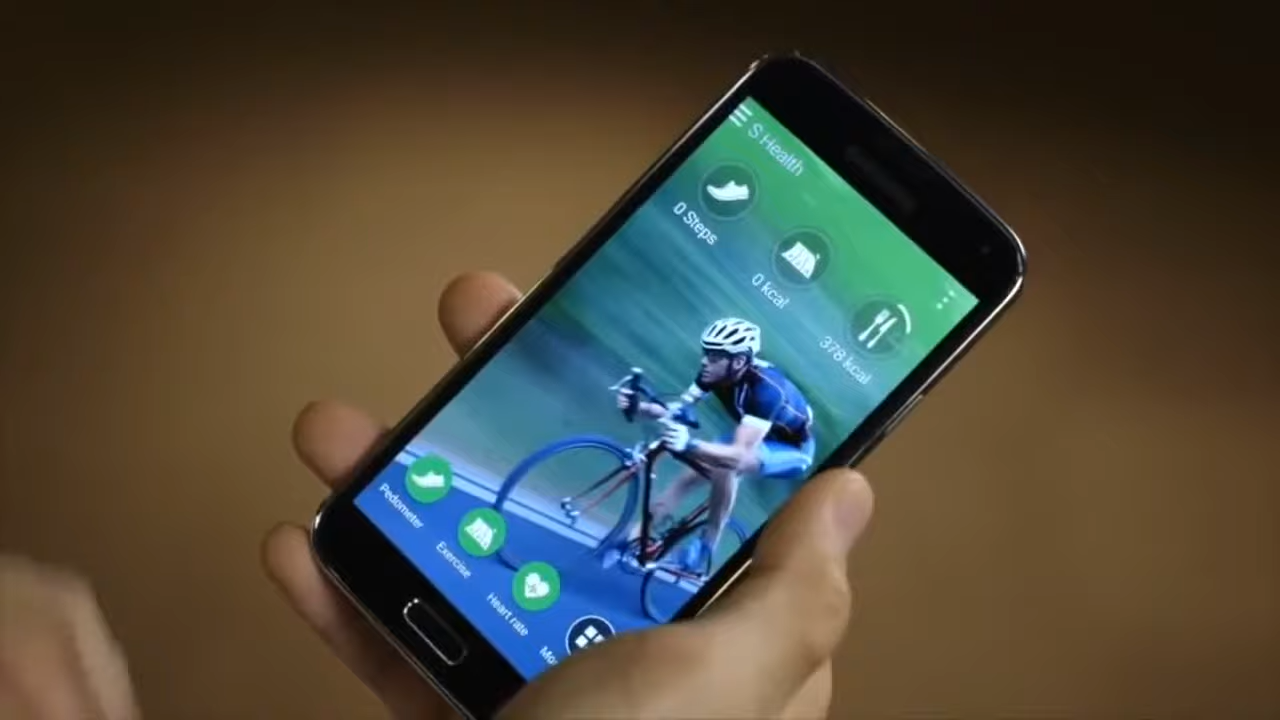 S Health
0 Steps
0 kcal
378 kcal
Pedometer
Exercise
Heart rate